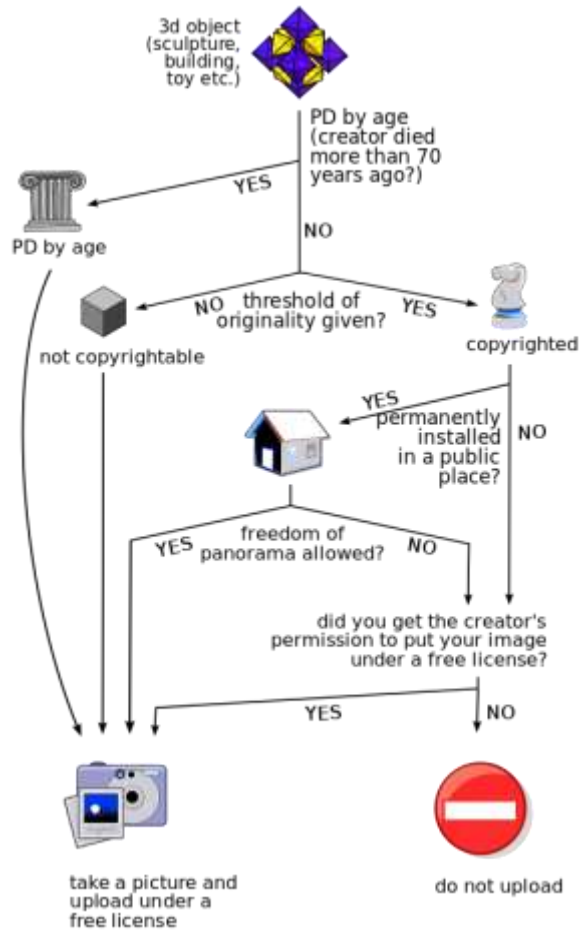 3d object
(sculpture,
building,
toy etc.)
PD by age
(creator died
more than 70
years ago?)
YES
NO
PD by age
threshold of
originality given?
NO
YES
not copyrightable
copyrighted
YES
permanently
installed
in a public
place?
NO
freedom of
panorama allowed?
YES
NO
did you get the creator's
permission to put your image
under a free license?
YES
NO
take a picture and
upload under a
free license
do not upload